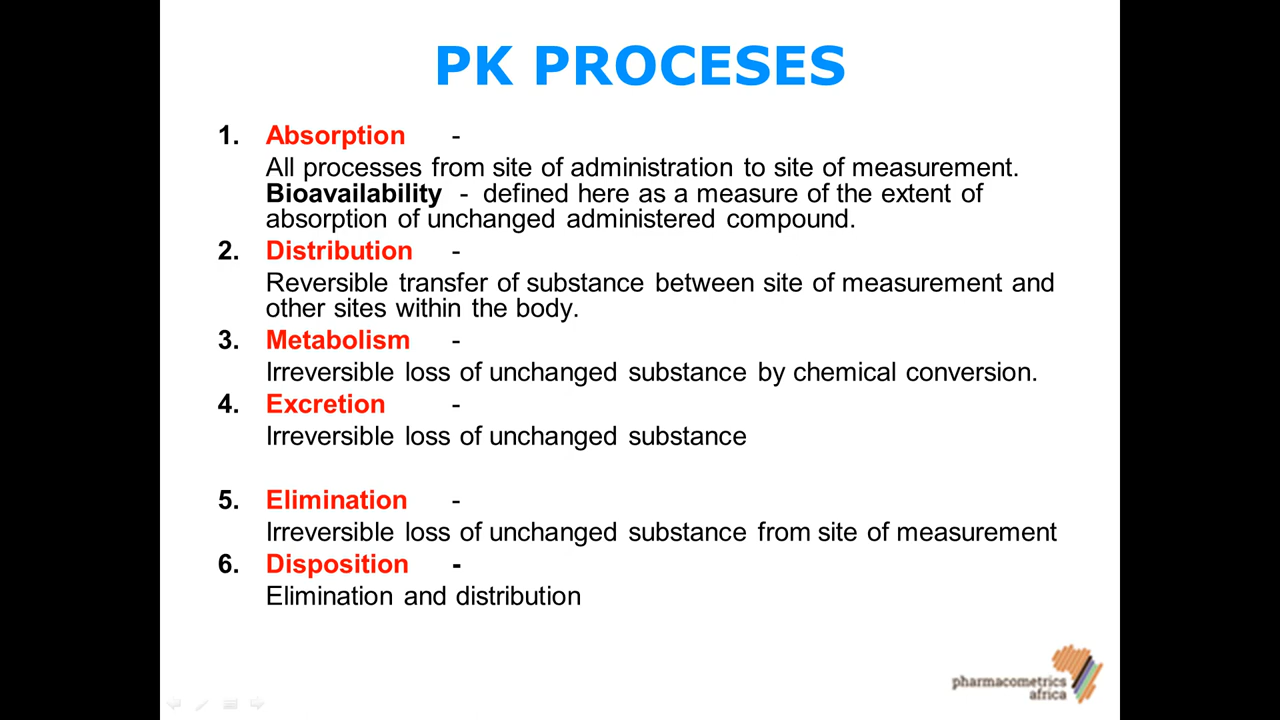 PK PROCESES
1. Absorption -
All processes from site of administration to site of measurement.
Bioavailability - defined here as a measure of the extent of
absorption of unchanged administered compound.
2. Distribution -
Reversible transfer of substance between site of measurement and
other sites within the body.
3. Metabolism -
Irreversible loss of unchanged substance by chemical conversion.
4. Excretion -
Irreversible loss of unchanged substance
5. Elimination -
Irreversible loss of unchanged substance from site of measurement
6. Disposition -
Elimination and distribution
pharmacometrics
africa